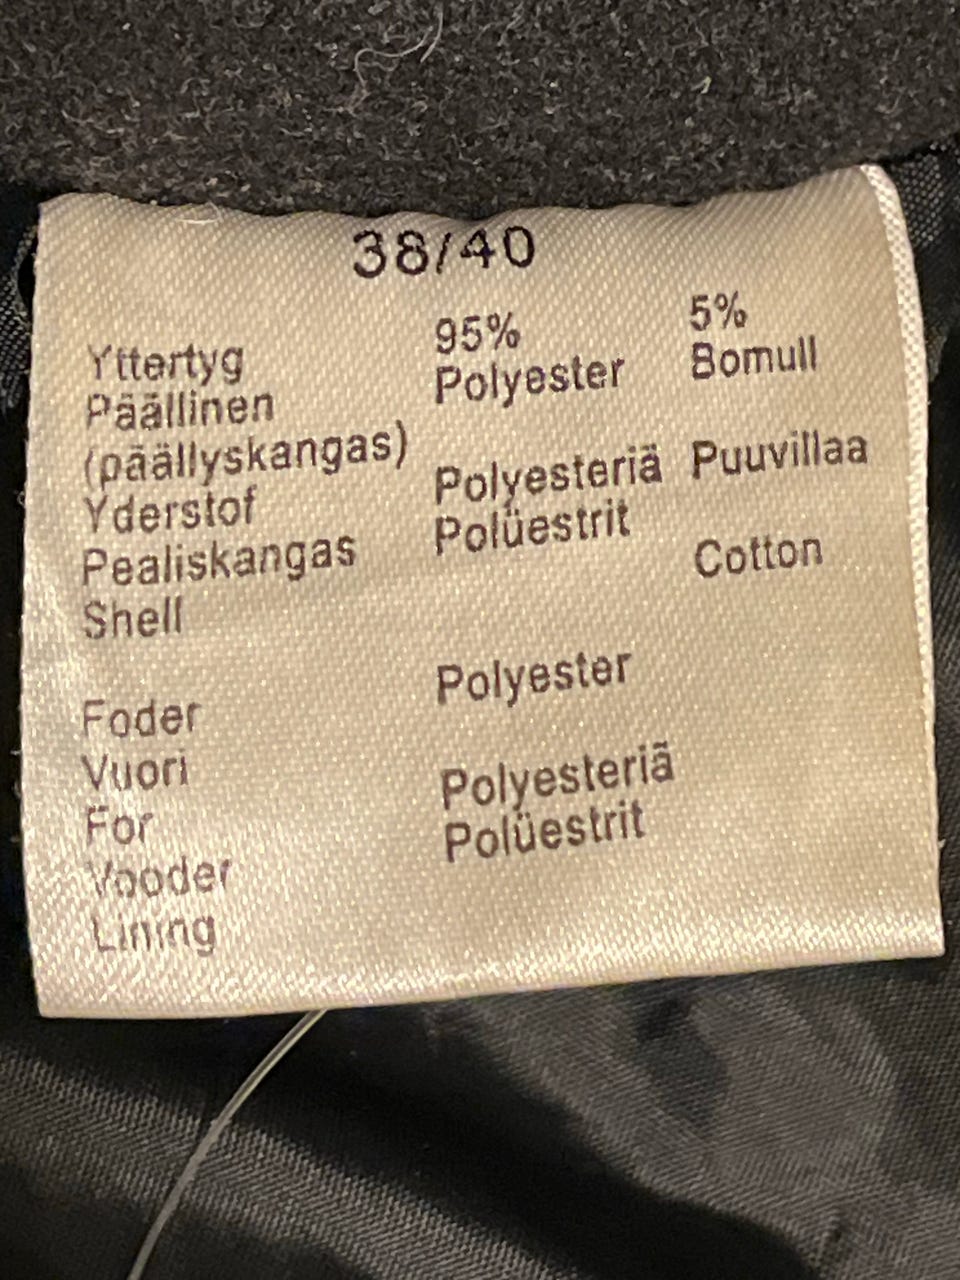 38/40
Yttertyg 95% 5%
Päällinen Polyester Bomull
(päällyskangas)
Yderstof Polyesteriä Puuvillaa
Pealiskangas Polüestrit
Shell Cotton
Foder Polyester
Vuori
For Polyesteriä
Vooder Polüestrit
Lining